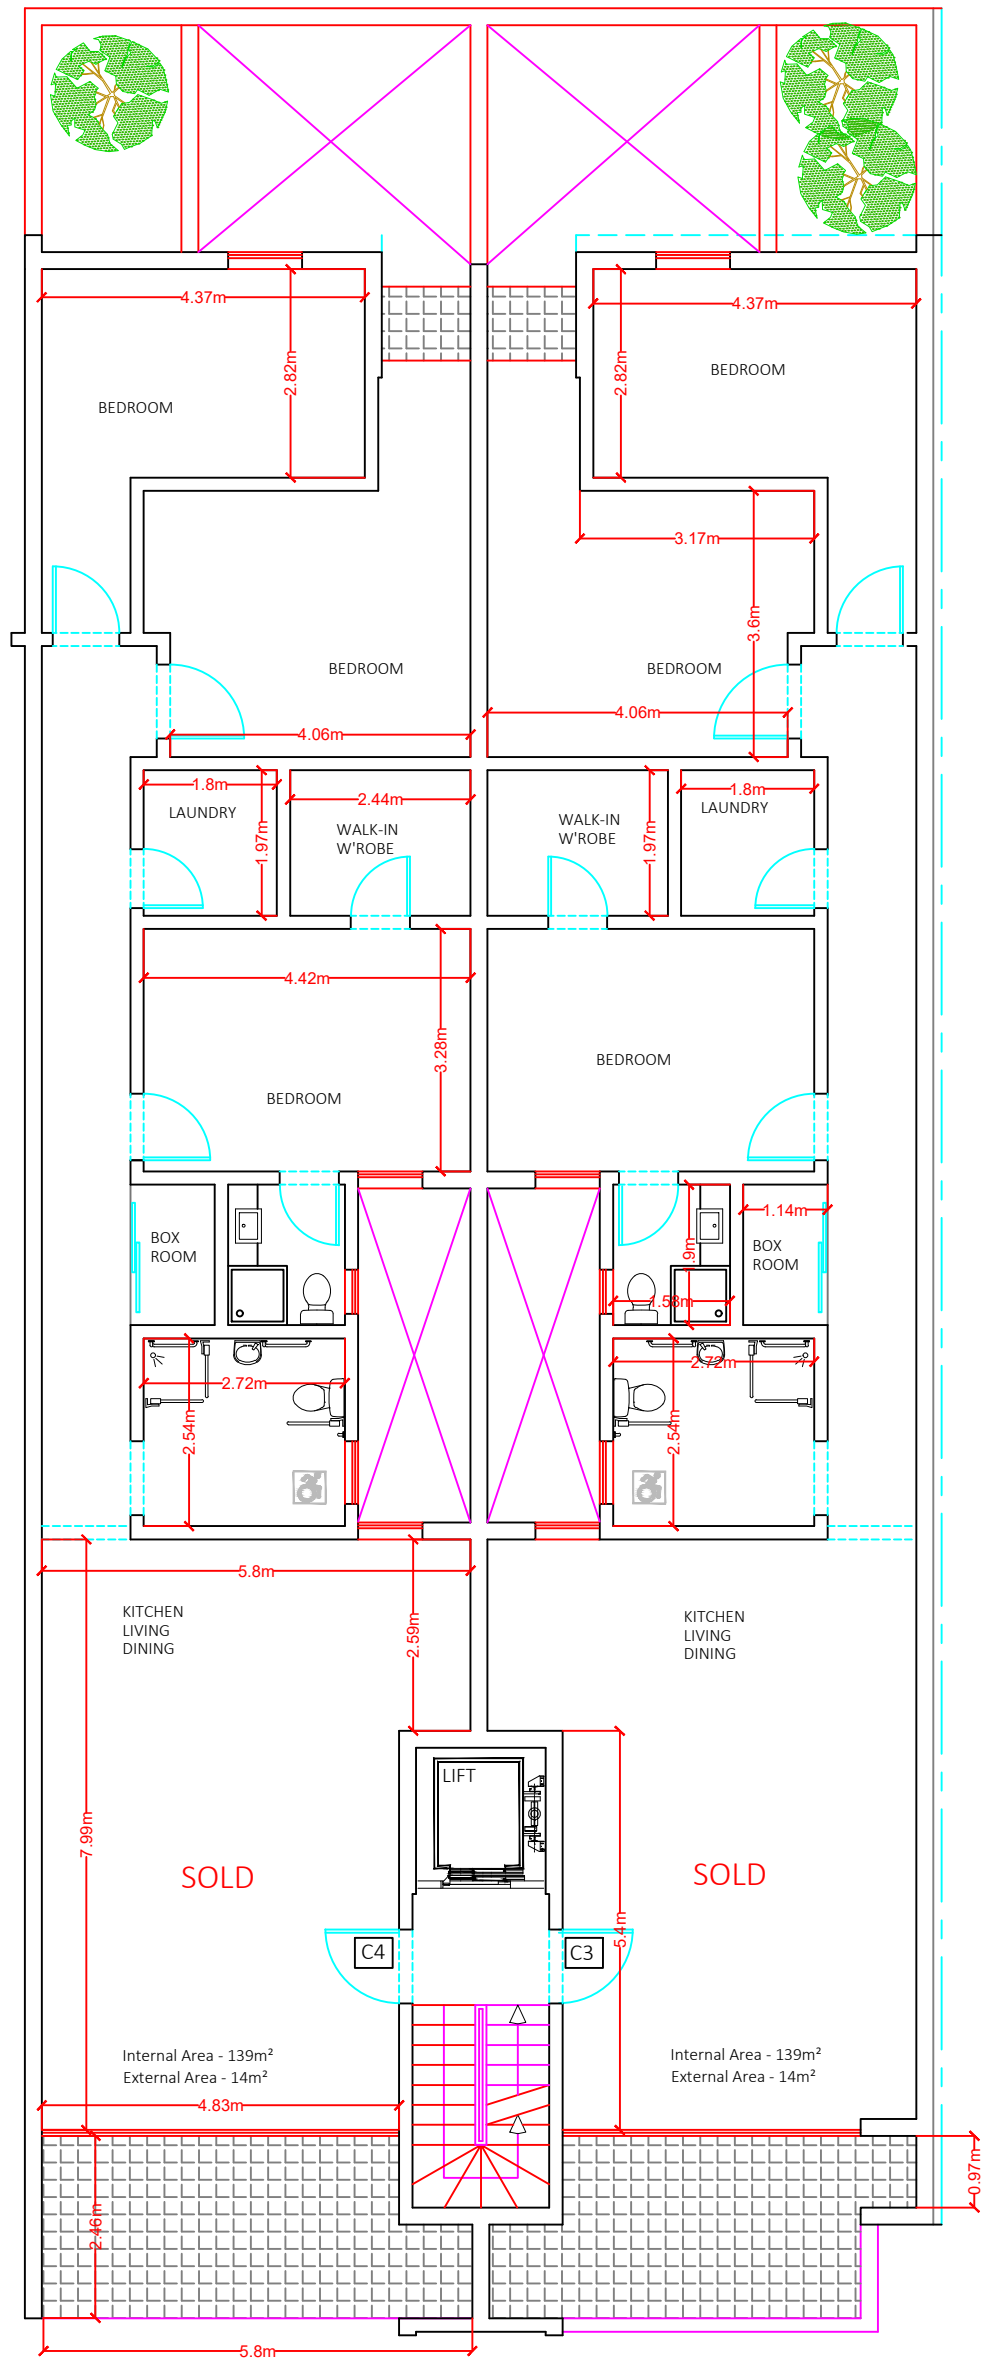 4.37m
4.37m
2.82m
2.82m
BEDROOM
BEDROOM
3.17m
3.6m
BEDROOM
BEDROOM
4.06m
4.06m
1.8m
2.44m
1.8m
LAUNDRY
WALK-IN
W'ROBE
1.97m
WALK-IN
W'ROBE
1.97m
LAUNDRY
4.42m
3.28m
BEDROOM
BEDROOM
BOX
ROOM
1.9m
1.14m
BOX
ROOM
1.58m
2.72m
2.72m
2.54m
2.54m
5.8m
2.59m
KITCHEN
LIVING
DINING
KITCHEN
LIVING
DINING
LIFT
7.99m
SOLD
SOLD
5.4m
C4
C3
Internal Area - 139m²
External Area - 14m²
Internal Area - 139m²
External Area - 14m²
4.83m
0.97m
2.46m
5.8m